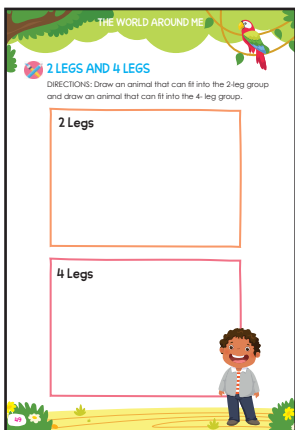 THE WORLD AROUND ME
2 LEGS AND 4 LEGS
DIRECTIONS: Draw an animal that can fit into the 2-leg group
and draw an animal that can fit into the 4- leg group.
2 Legs
4 Legs
49